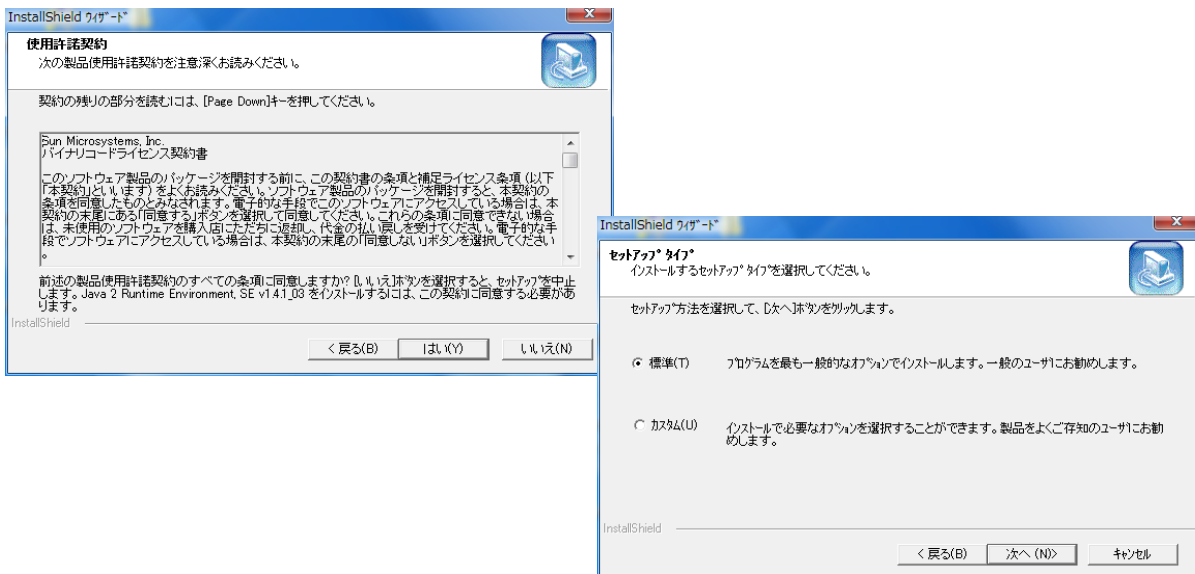 InstallShield ウィザード
使用許諾契約
次の製品使用許諾契約を注意深くお読みください。
契約の残りの部分を読むには、[Page Down]キーを押してください。
Sun Microsystems, Inc.
バイナリコードライセンス契約書
このソフトウェア製品のパッケージを開封する前に、この契約書の条項と補足ライセンス条項 (以下
「本契約」といいます) をよくお読みください。ソフトウェア製品のパッケージを開封すると、本契約の
条項を同意したものとみなされます。電子的な手段でこのソフトウェアにアクセスしている場合は、本
契約の末尾にある「同意する」ボタンを選択して同意してください。これらの条項に同意できない場合
は、未使用のソフトウェアを購入店にただちに返却し、代金の払い戻しを受けてください。電子的な手
段でソフトウェアにアクセスしている場合は、本契約の末尾の「同意しない」ボタンを選択してください
。
前述の製品使用許諾契約のすべての条項に同意しますか? [いいえ]ボタンを選択すると、セットアップを中止
します。Java 2 Runtime Environment, SE v1.4.1_03 をインストールするには、この契約に同意する必要があ
ります。
InstallShield
< 戻る(B)
はい(Y)
いいえ(N)
InstallShield ウィザード
セットアップ タイプ
インストールするセットアップ タイプを選択してください。
セットアップ方法を選択して、[次へ]ボタンをクリックします。
標準(T)
プログラムを最も一般的なオプションでインストールします。一般のユーザにお勧めします。
カスタム(U)
インストールで必要なオプションを選択することができます。製品をよくご存知のユーザにお勧
めします。
InstallShield
< 戻る(B)
次へ (N)>
キャンセル